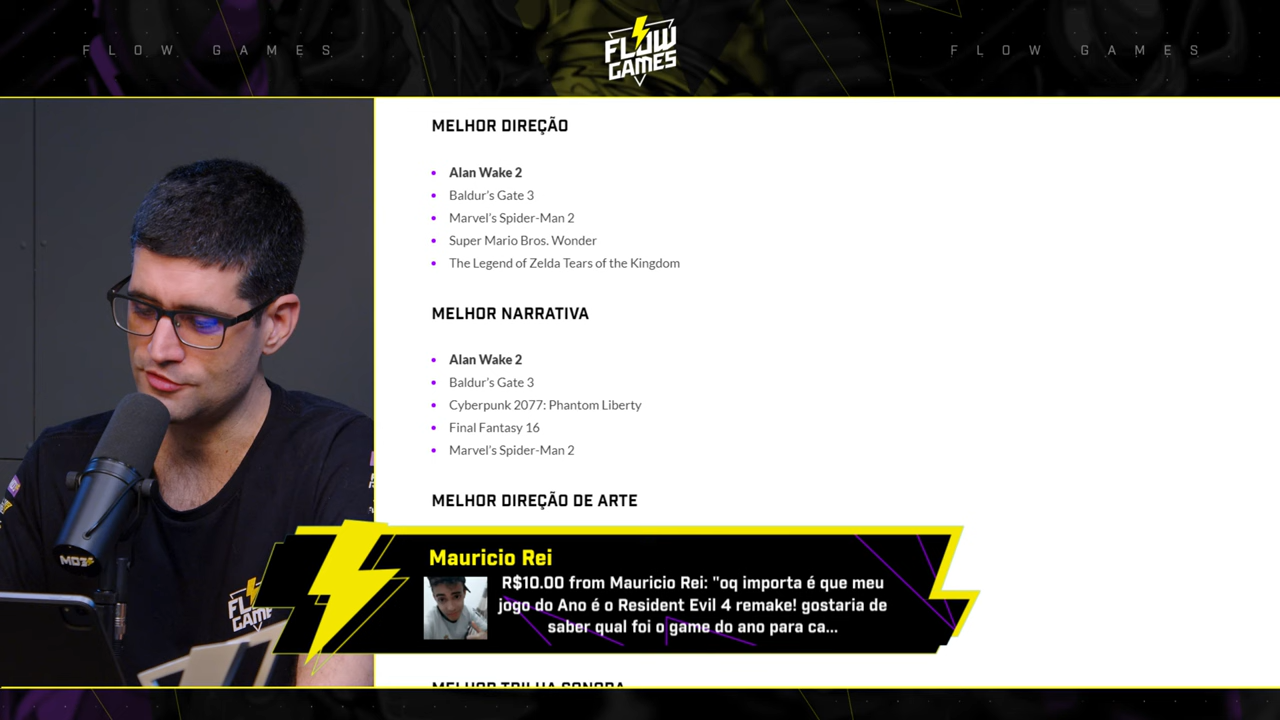 FLOW GAMES
FLOW
GAMES
FLOW GAMES
MELHOR DIREÇÃO
Alan Wake 2
Baldur's Gate 3
Marvel's Spider-Man 2
Super Mario Bros. Wonder
The Legend of Zelda Tears of the Kingdom
MELHOR NARRATIVA
Alan Wake 2
Baldur's Gate 3
Cyberpunk 2077: Phantom Liberty
Final Fantasy 16
Marvel's Spider-Man 2
MELHOR DIREÇÃO DE ARTE
Mauricio Rei
R$10.00 from Mauricio Rei: "oq importa é que meu
jogo do Ano é o Resident Evil 4 remake! gostaria de
saber qual foi o game do ano para ca...
MELHOR TRILHA SONORA